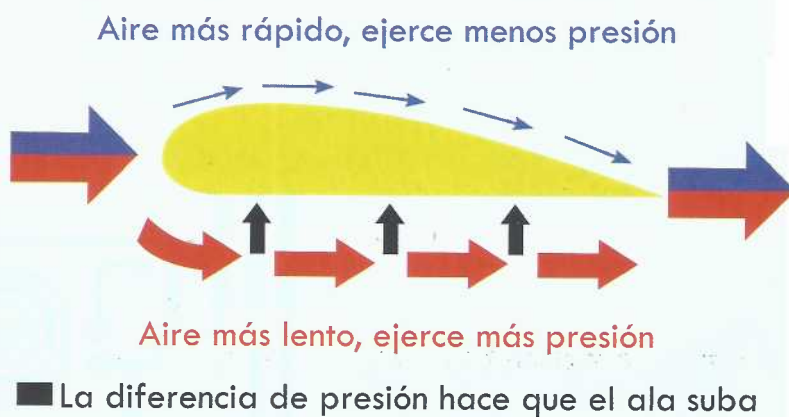 Aire más rápido, ejerce menos presión
Aire más lento, ejerce más presión
La diferencia de presión hace que el ala suba